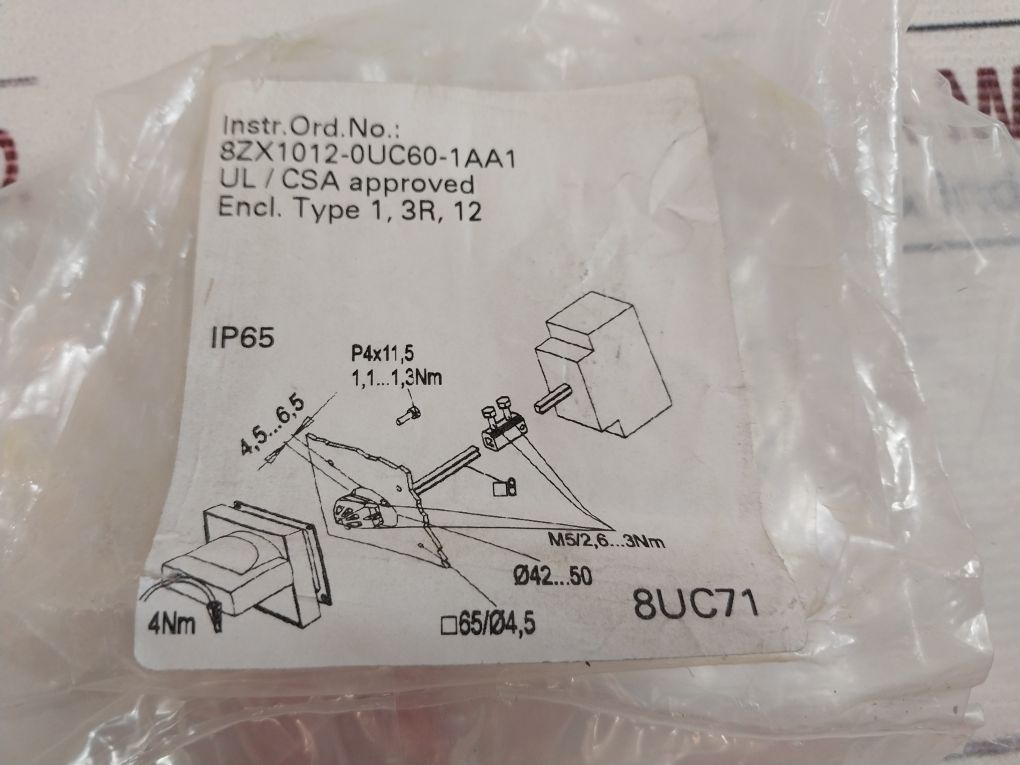 Instr.Ord.No.:
8ZX1012-0UC60-1AA1
UL / CSA approved
Encl. Type 1, 3R, 12
IP65
P4x11,5
1,1...1,3Nm
4,5...6,5
□8
M5/2,6...3Nm
Ø42...50
□65/Ø4,5
4Nm
8UC71